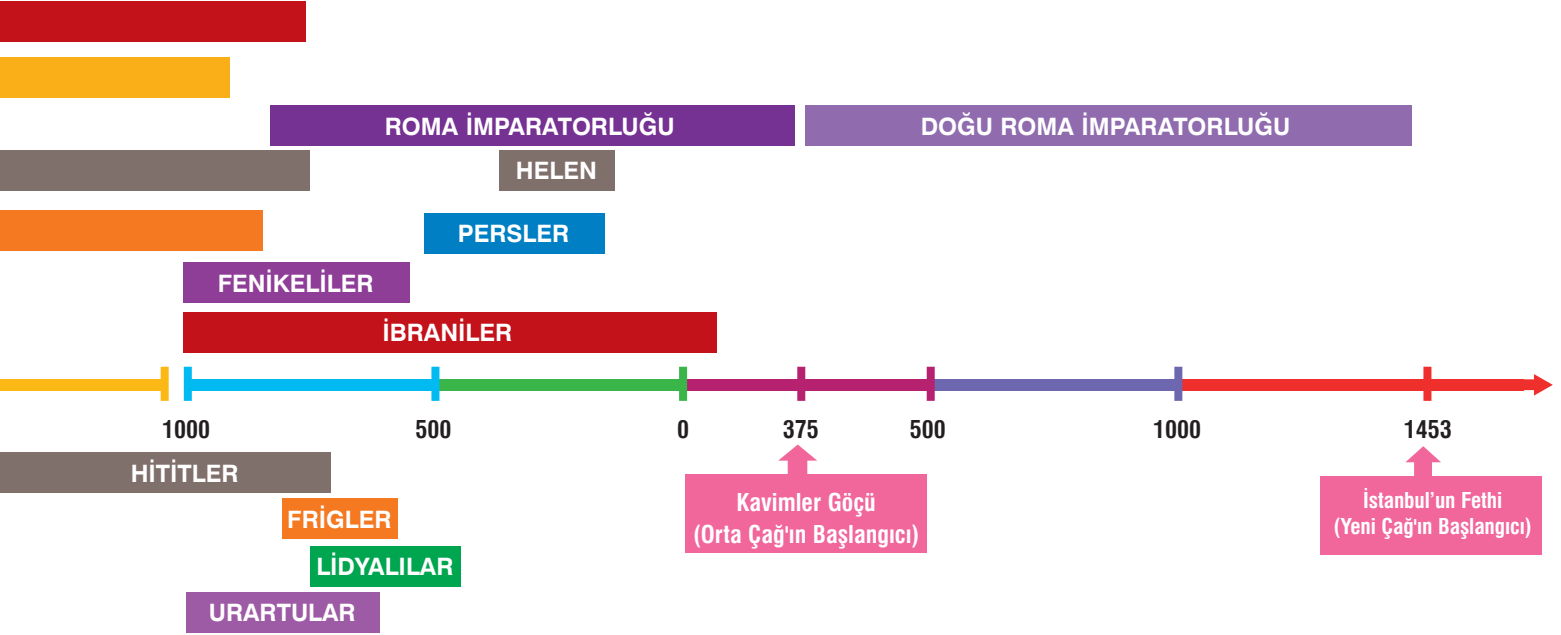 ROMA İMPARATORLUĞU
DOĞU ROMA İMPARATORLUĞU
HELEN
PERSLER
FENİKELİLER
İBRANİLER
1000
500
0
375
500
1000
1453
HİTİTLER
FRİGLER
LİDYALILAR
URARTULAR
Kavimler Göçü
(Orta Çağ'ın Başlangıcı)
İstanbul’un Fethi
(Yeni Çağ'ın Başlangıcı)